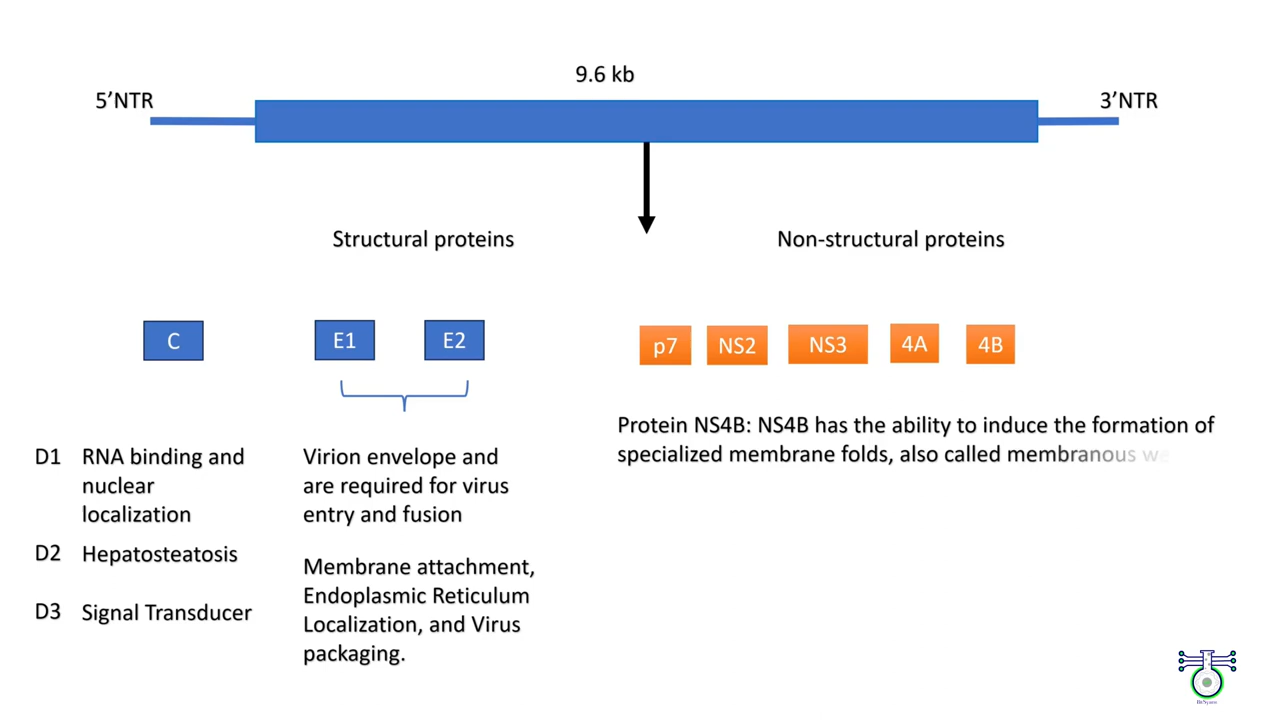 9.6 kb
5'NTR
3'NTR
Structural proteins
Non-structural proteins
C
E1
E2
p7
NS2
NS3
4A
4B
D1 RNA binding and
nuclear
localization
D2 Hepatosteatosis
D3 Signal Transducer
Virion envelope and
are required for virus
entry and fusion
Membrane attachment,
Endoplasmic Reticulum
Localization, and Virus
packaging.
Protein NS4B: NS4B has the ability to induce the formation of
specialized membrane folds, also called membranous